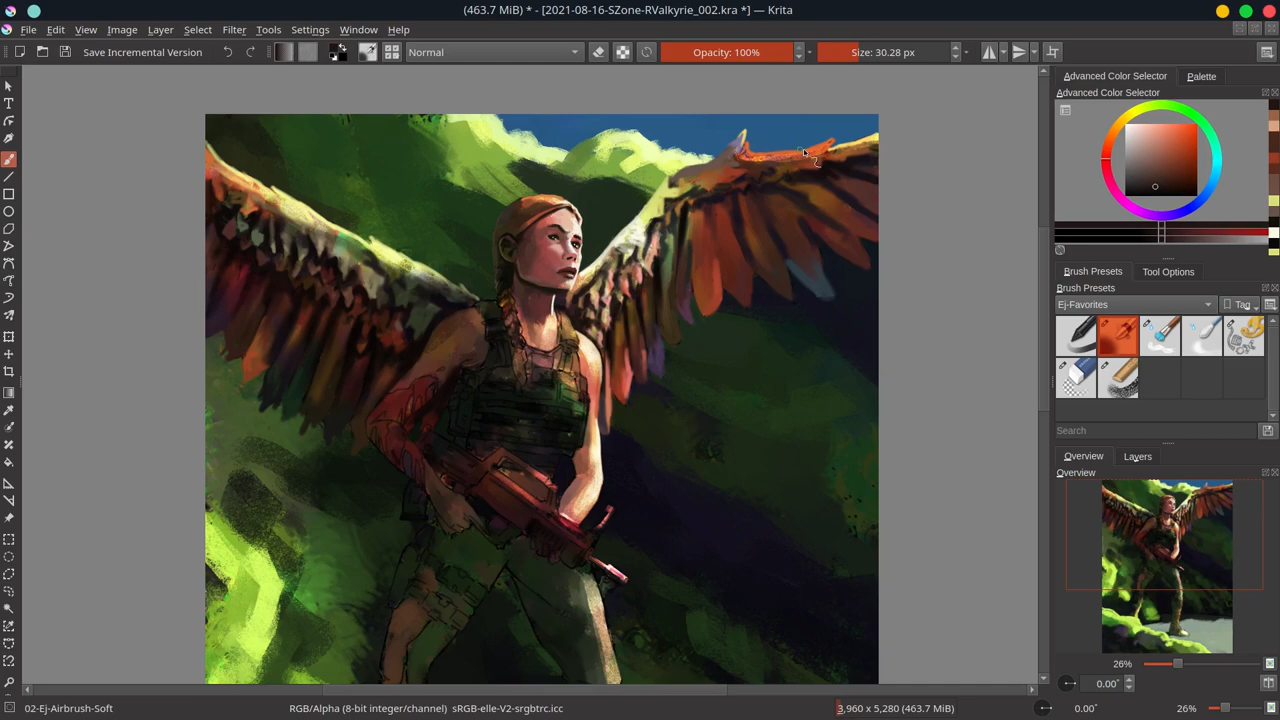 (463.7 MiB) * - [2021-08-16-SZone-RValkyrie_002.kra *] — Krita
File Edit View Image Layer Select Filter Tools Settings Window Help
Save Incremental Version
Normal
Opacity: 100%
Size: 30.28 px
Advanced Color Selector
Palette
Advanced Color Selector
Brush Presets
Tool Options
Brush Presets
Ej-Favorites
Tag
Search
Overview
Layers
Overview
26%
0.00°
02-Ej-Airbrush-Soft
RGB/Alpha (8-bit integer/channel) sRGB-elle-V2-srgbtrc.icc
3,960 x 5,280 (463.7 MiB)
0.00°
26%